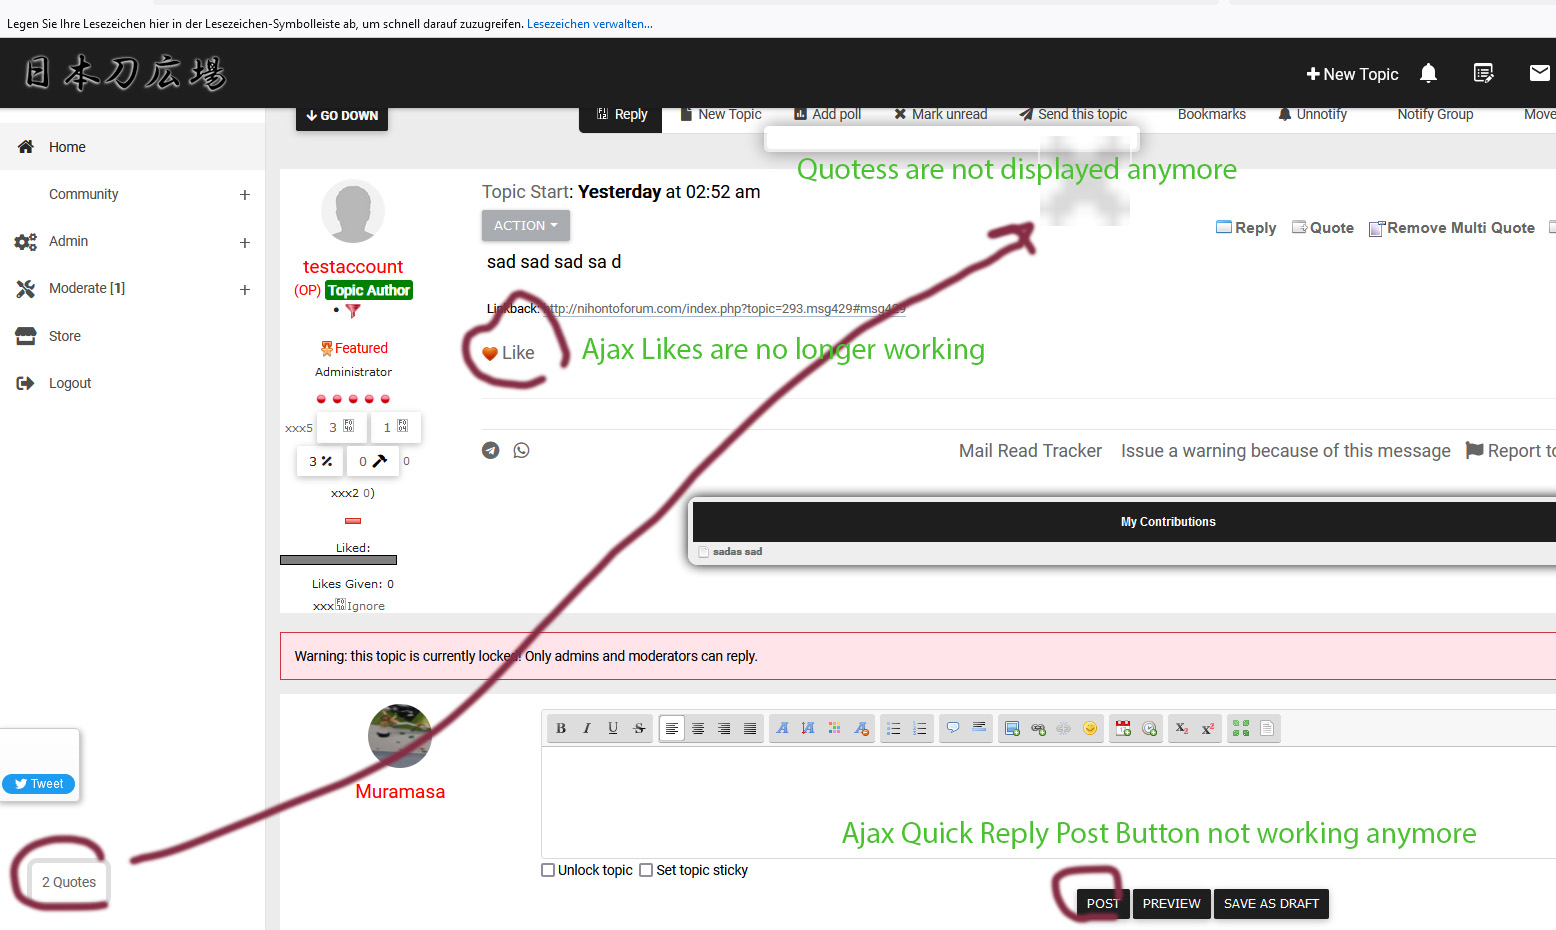 Legen Sie Ihre Lesezeichen hier in der Lesezeichen-Symbolleiste ab, um schnell darauf zuzugreifen. Lesezeichen verwalten...
日本刀広場
New Topic
GO DOWN
Reply New Topic Add poll Mark unread Send this topic Bookmarks Unnotify Notify Group Move
Home
Community
Admin
Moderate [1]
Store
Logout
Quotess are not displayed anymore
Topic Start: Yesterday at 02:52 am
ACTION
Reply Quote Remove Multi Quote
sad sad sad sa d
testaccount
(OP) Topic Author
Linkback: http://nihontoforum.com/index.php?topic=293.msg429#msg429
Like
Ajax Likes are no longer working
Featured
Administrator
xxx5 3 1
3 0 0
xxx2 0)
Liked:
Likes Given: 0
xxx Ignore
Mail Read Tracker Issue a warning because of this message Report to
My Contributions
sadas sad
Warning: this topic is currently locked! Only admins and moderators can reply.
Muramasa
B I U S
Tweet
2 Quotes
Ajax Quick Reply Post Button not working anymore
Unlock topic Set topic sticky
POST PREVIEW SAVE AS DRAFT